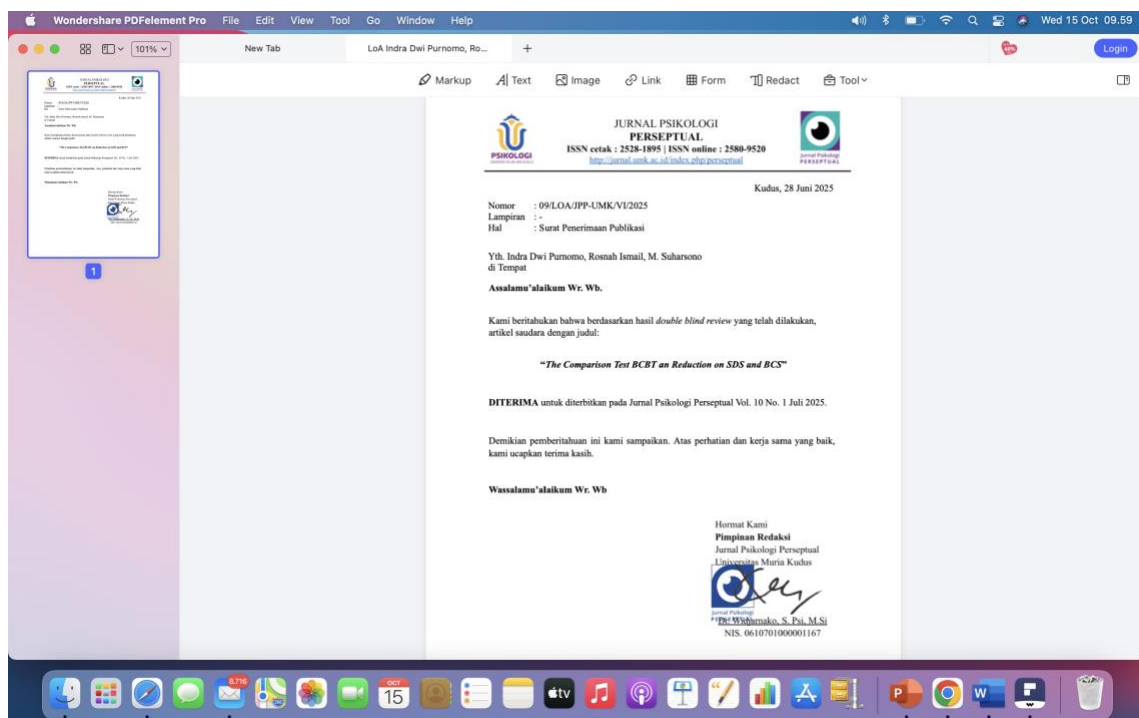 Wondershare PDFelement Pro File Edit View Tool Go Window Help Wed 15 Oct 09.59
101% New Tab LoA Indra Dwi Purnomo, Ro... + Login
Markup A| Text Image Link Form Redact Tool
PSIKOLOGI
JURNAL PSIKOLOGI
PERSEPTUAL
ISSN cetak : 2528-1895 | ISSN online : 2580-9520
http://jurnal.umk.ac.id/index.php/perseptual
Jurnal Psikologi
PERSEPTUAL
Kudus, 28 Juni 2025
Nomor : 09/LOA/JPP-UMK/VI/2025
Lampiran : -
Hal : Surat Penerimaan Publikasi
Yth. Indra Dwi Purnomo, Rosnah Ismail, M. Suharsono
di Tempat
Assalamu’alaikum Wr. Wb.
Kami beritahukan bahwa berdasarkan hasil double blind review yang telah dilakukan,
artikel saudara dengan judul:
“The Comparison Test BCBT an Reduction on SDS and BCS”
DITERIMA untuk diterbitkan pada Jurnal Psikologi Perseptual Vol. 10 No. 1 Juli 2025.
Demikian pemberitahuan ini kami sampaikan. Atas perhatian dan kerja sama yang baik,
kami ucapkan terima kasih.
Wassalamu’alaikum Wr. Wb
Hormat Kami
Pimpinan Redaksi
Jurnal Psikologi Perseptual
Universitas Muria Kudus
Jurnal Psikologi
S. Psi, M.Si
NIS. 0610701000001167
1
8,716
OCT
15
tv
P
W